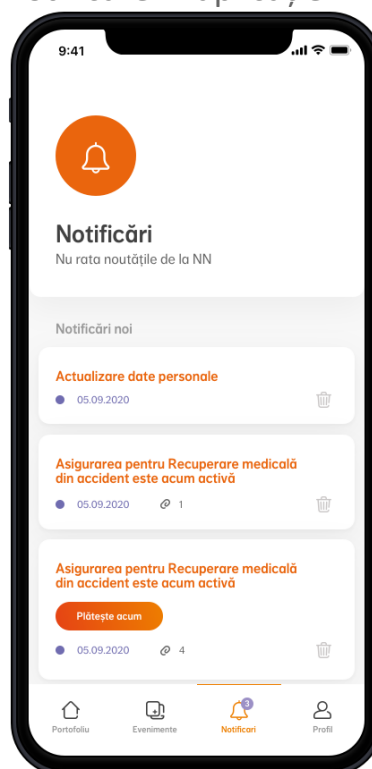 9:41
Notificări
Nu rata noutățile de la NN
Notificări noi
Actualizare date personale
05.09.2020
Asigurarea pentru Recuperare medicală
din accident este acum activă
05.09.2020 1
Asigurarea pentru Recuperare medicală
din accident este acum activă
Plătește acum
05.09.2020 4
3
Portofoliu Evenimente Notificari Profil